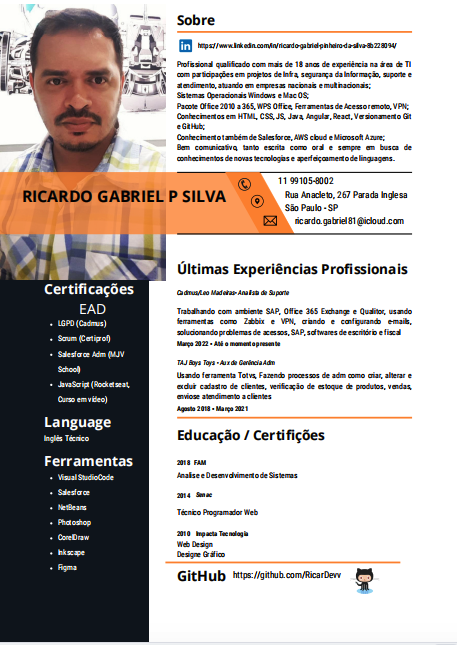 Sobre
https://www.linkedin.com/in/ricardo-gabriel-pinheiro-da-silva-8b228094/
Profissional qualificado com mais de 18 anos de experiência na área de TI
com participações em projetos de Infra, segurança da Informação, suporte e
atendimento, atuando em empresas nacionais e multinacionais;
Sistemas Operacionais Windows e Mac OS;
Pacote Office 2010 a 365, WPS Office, Ferramentas de Acesso remoto, VPN;
Conhecimentos em HTML, CSS, JS, Java, Angular, React, Versionamento Git
e GitHub;
Conhecimento também de Salesforce, AWS cloud e Microsoft Azure;
Bem comunicativo, tanto escrita como oral e sempre em busca de
conhecimentos de novas tecnologias e aperfeiçoamento de linguagens.
RICARDO GABRIEL P SILVA
11 99105-8002
Rua Anacleto, 267 Parada Inglesa
São Paulo - SP
ricardo.gabriel81@icloud.com
Certificações
EAD
LGPD (Cadmus)
Scrum (Certiprof)
Salesforce Adm (MJV
School)
JavaScript (Rocketseat,
Curso em vídeo)
Language
Inglês Técnico
Ferramentas
Visual StudioCode
Salesforce
NetBeans
Photoshop
CorelDraw
Inkscape
Figma
Últimas Experiências Profissionais
Cadmus/Leo Madeiras- Analista de Suporte
Trabalhando com ambiente SAP, Office 365 Exchange e Qualitor, usando
ferramentas como Zabbix e VPN, criando e configurando e-mails,
solucionando problemas de acessos, SAP, softwares de escritório e fiscal
Março 2022 • Até o momento presente
TAJ Boys Toys • Aux de Gerência Adm
Usando ferramenta Totvs, Fazendo processos de adm como criar, alterar e
excluir cadastro de clientes, verificação de estoque de produtos, vendas,
envios e atendimento a clientes
Agosto 2018 • Março 2021
Educação / Certifições
2018 FAM
Analise e Desenvolvimento de Sistemas
2014 Senac
Técnico Programador Web
2010 Impacta Tecnologia
Web Design
Designe Gráfico
GitHub https://github.com/RicarDevv